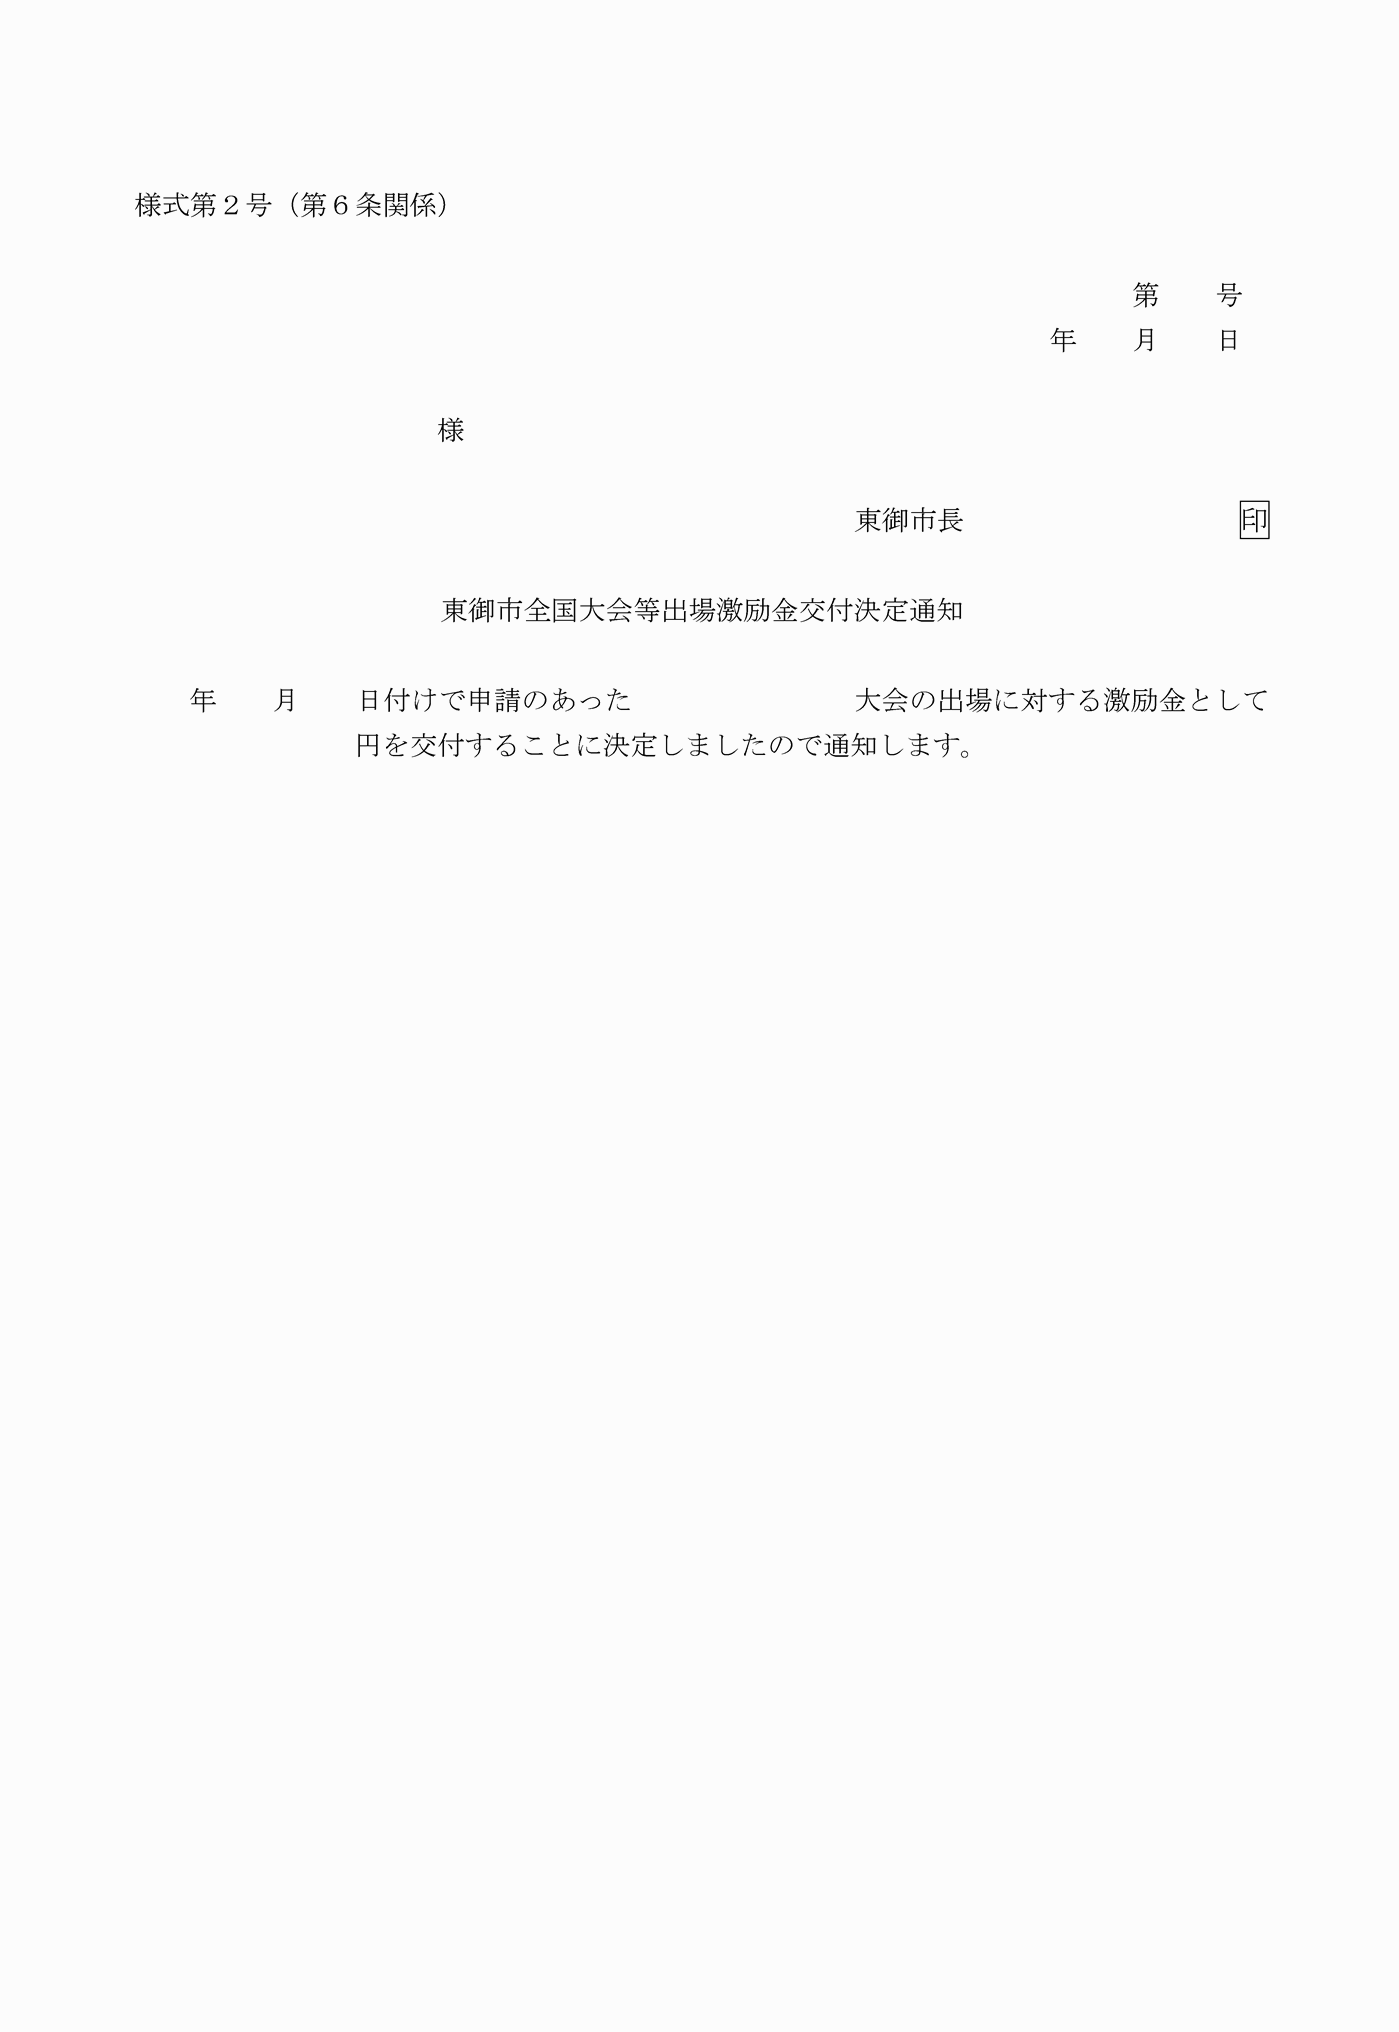 様式第２号（第６条関係）
第　　号
年　　月　　日
様
東御市長　　　　　　　　　　印
東御市全国大会等出場激励金交付決定通知
年　　月　　日付けで申請のあった　　　　　　　　大会の出場に対する激励金として
円を交付することに決定しましたので通知します。